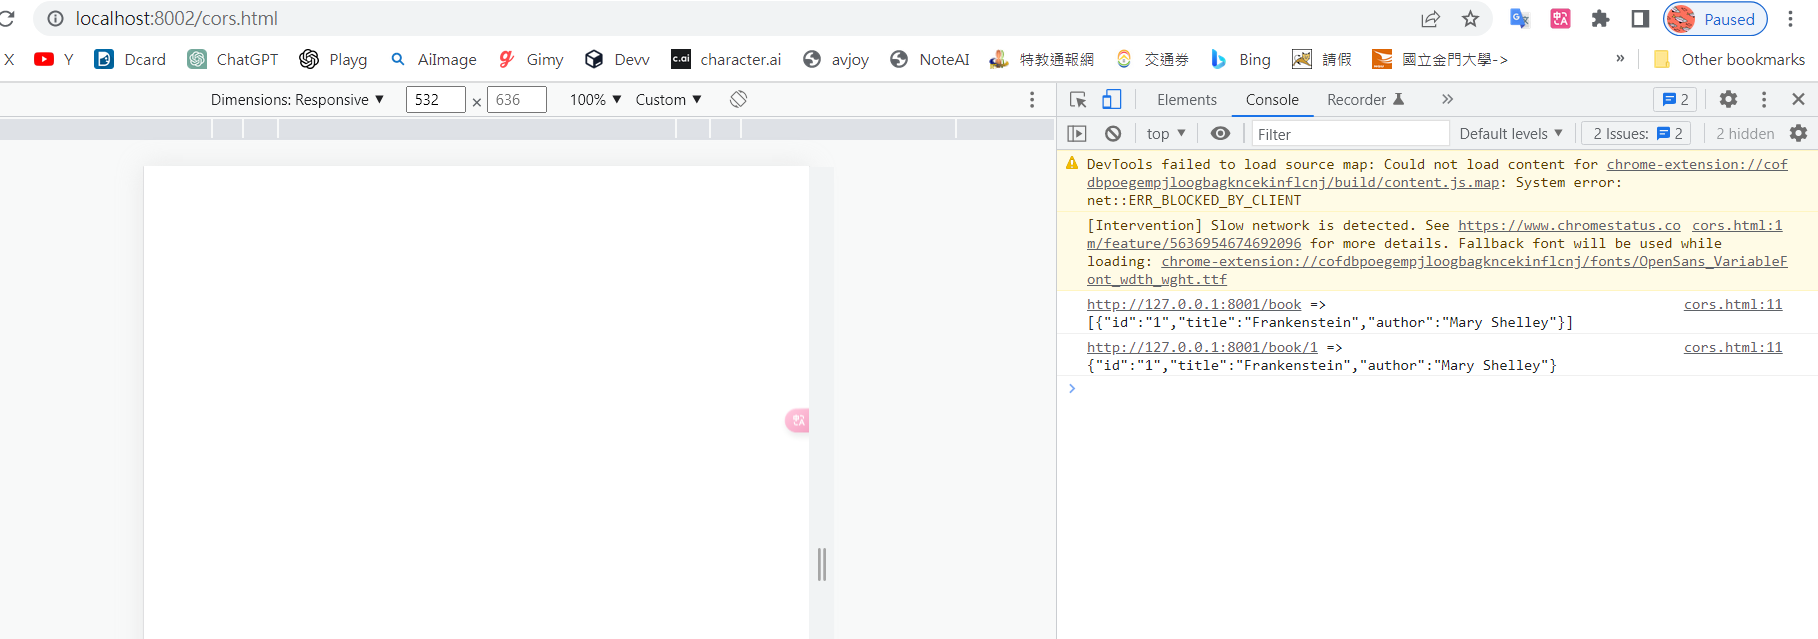 localhost:8002/cors.html
Paused
X Y Dcard ChatGPT Playg AiImage Gimy Devv c.ai character.ai avjoy NoteAI 特教通報網 交通券 Bing 請假 國立金門大學-> » Other bookmarks
Dimensions: Responsive ▼ 532 × 636 100% ▼ Custom ▼
Elements Console Recorder » 2
top ▼ Filter Default levels ▼ 2 Issues: 2 2 hidden
DevTools failed to load source map: Could not load content for chrome-extension://cof
dbpoegempjloogbagkncekinflcnj/build/content.js.map: System error:
net::ERR_BLOCKED_BY_CLIENT
[Intervention] Slow network is detected. See https://www.chromestatus.co cors.html:1
m/feature/5636954674692096 for more details. Fallback font will be used while
loading: chrome-extension://cofdbpoegempjloogbagkncekinflcnj/fonts/OpenSans_VariableF
ont_wdth_wght.ttf
http://127.0.0.1:8001/book => cors.html:11
[{"id":"1","title":"Frankenstein","author":"Mary Shelley"}]
http://127.0.0.1:8001/book/1 => cors.html:11
{"id":"1","title":"Frankenstein","author":"Mary Shelley"}